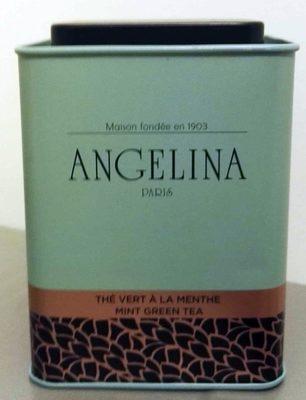 Maison fondée en 1903
ANGELINA
PARIS
THÉ VERT À LA MENTHE
MINT GREEN TEA